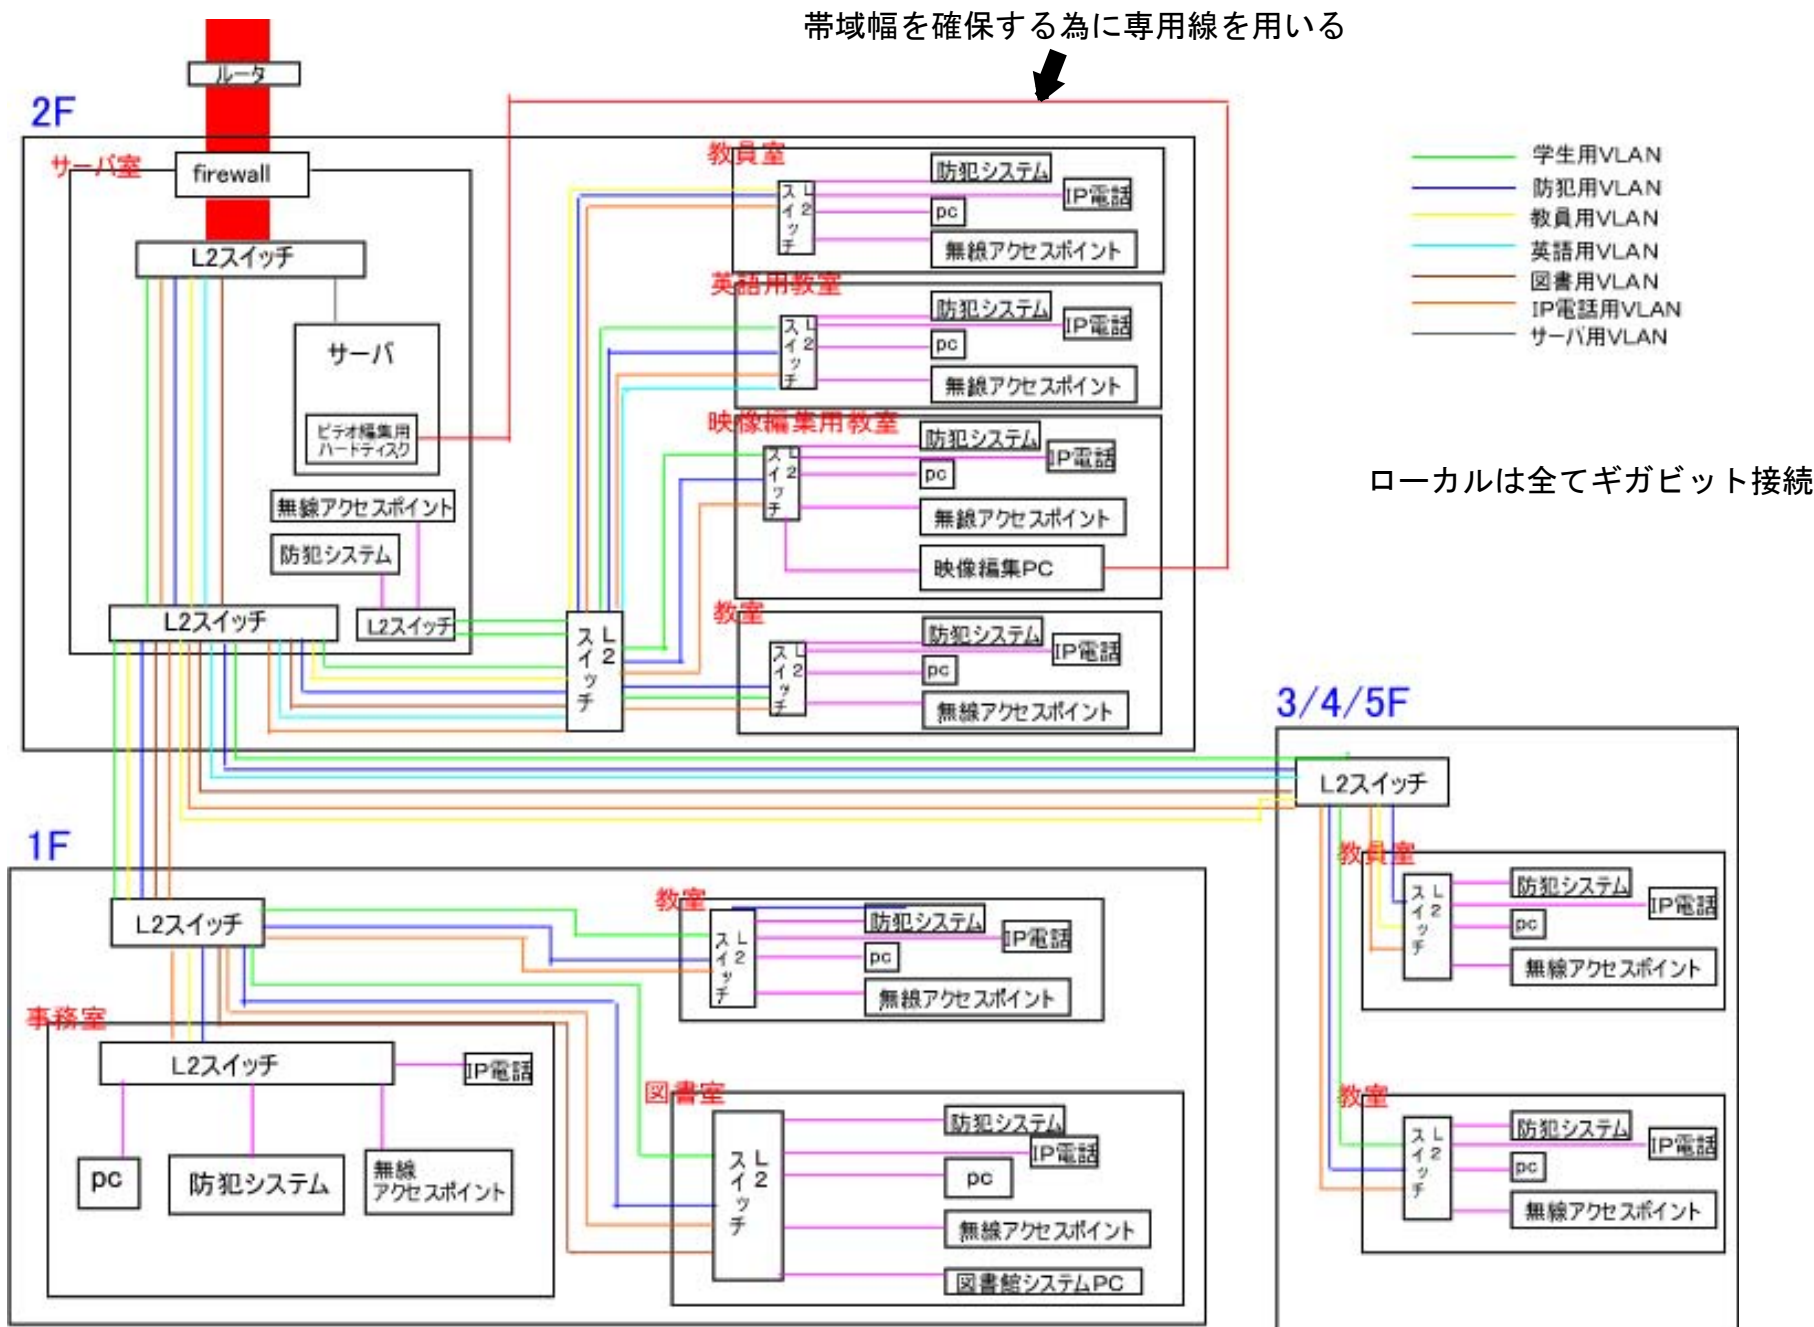 帯域幅を確保する為に専用線を用いる
ルータ
2F
サーバ室
firewall
L2スイッチ
サーバ
ビデオ編集用
ハードディスク
無線アクセスポイント
防犯システム
L2スイッチ
L2スイッチ
L2スイッチ
教員室
L2スイッチ
防犯システム
IP電話
pc
無線アクセスポイント
英語用教室
L2スイッチ
防犯システム
IP電話
pc
無線アクセスポイント
映像編集用教室
L2スイッチ
防犯システム
IP電話
pc
無線アクセスポイント
映像編集PC
教室
L2スイッチ
防犯システム
IP電話
pc
無線アクセスポイント
学生用VLAN
防犯用VLAN
教員用VLAN
英語用VLAN
図書用VLAN
IP電話用VLAN
サーバ用VLAN
ローカルは全てギガビット接続
3/4/5F
L2スイッチ
教員室
L2スイッチ
防犯システム
IP電話
pc
無線アクセスポイント
教室
L2スイッチ
防犯システム
IP電話
pc
無線アクセスポイント
1F
L2スイッチ
教室
L2スイッチ
防犯システム
IP電話
pc
無線アクセスポイント
事務室
L2スイッチ
IP電話
pc
防犯システム
無線
アクセスポイント
図書室
L2スイッチ
防犯システム
IP電話
pc
無線アクセスポイント
図書館システムPC